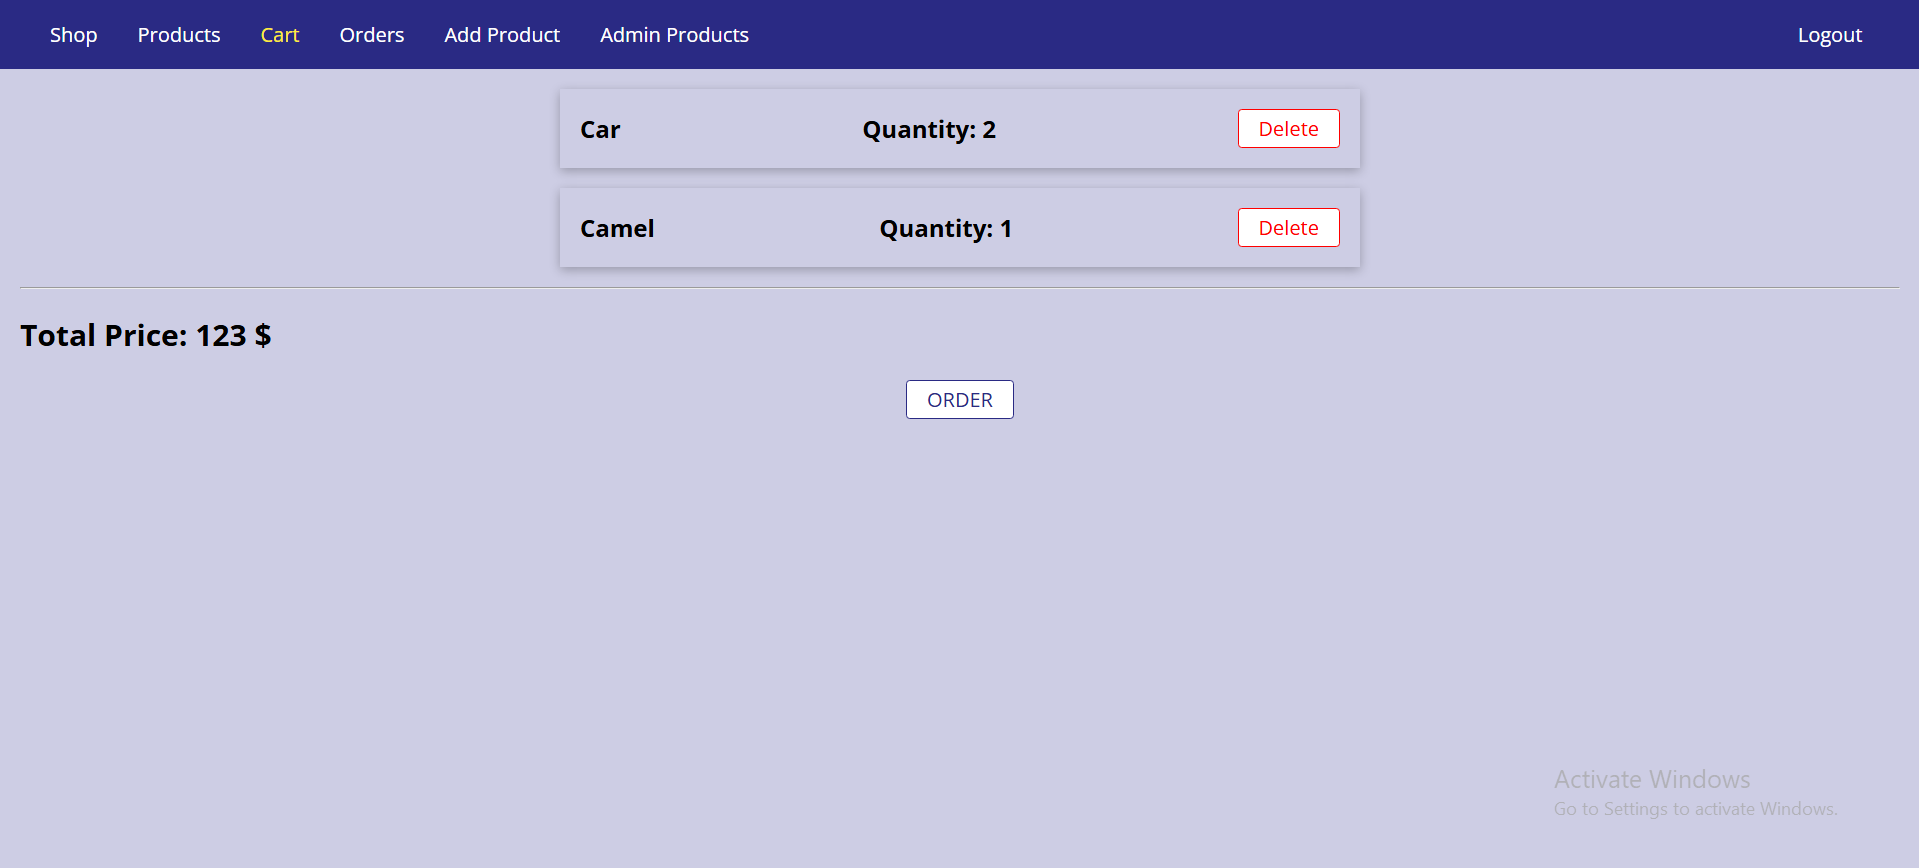 Shop Products Cart Orders Add Product Admin Products Logout
Car Quantity: 2 Delete
Camel Quantity: 1 Delete
Total Price: 123 $
ORDER
Activate Windows
Go to Settings to activate Windows.